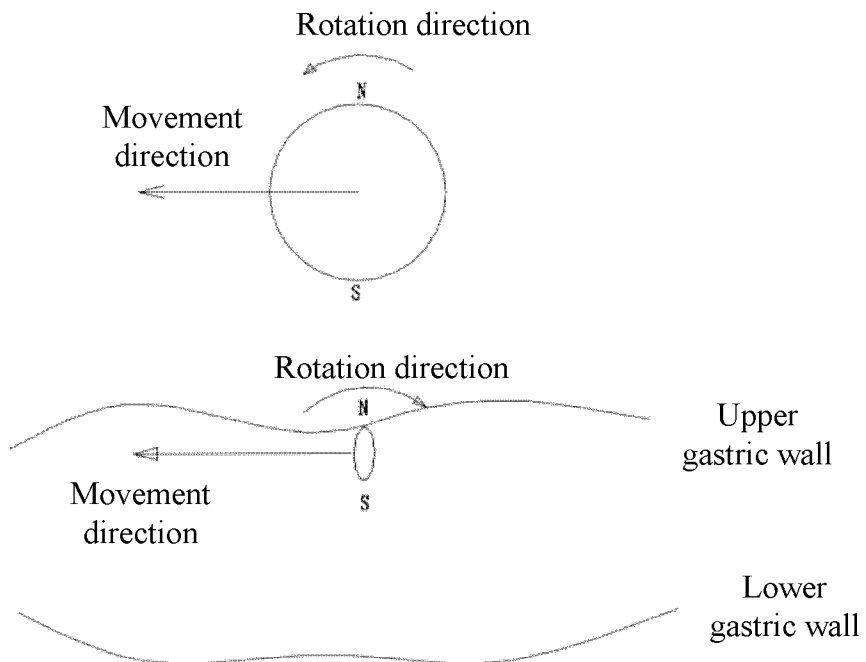 Rotation direction
N
Movement
direction
S
Rotation direction
N
Upper
gastric wall
Movement
direction
S
Lower
gastric wall